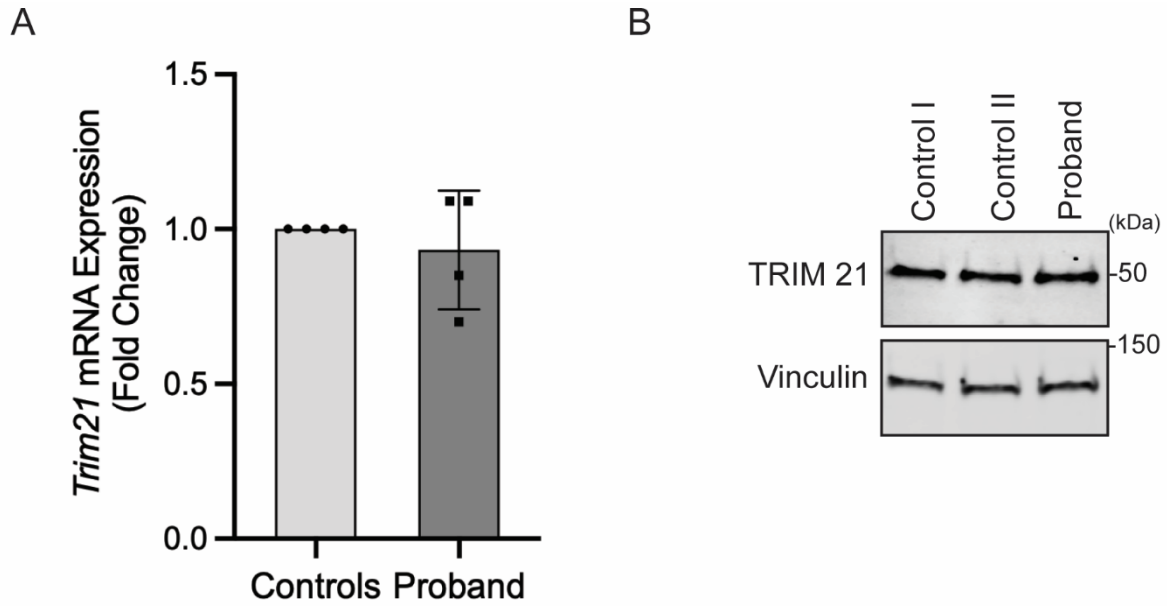 A
Trim21 mRNA Expression
(Fold Change)
1.5
1.0
0.5
0.0
Controls Proband
B
Control I
Control II
Proband
(kDa)
TRIM 21
-50
-150
Vinculin